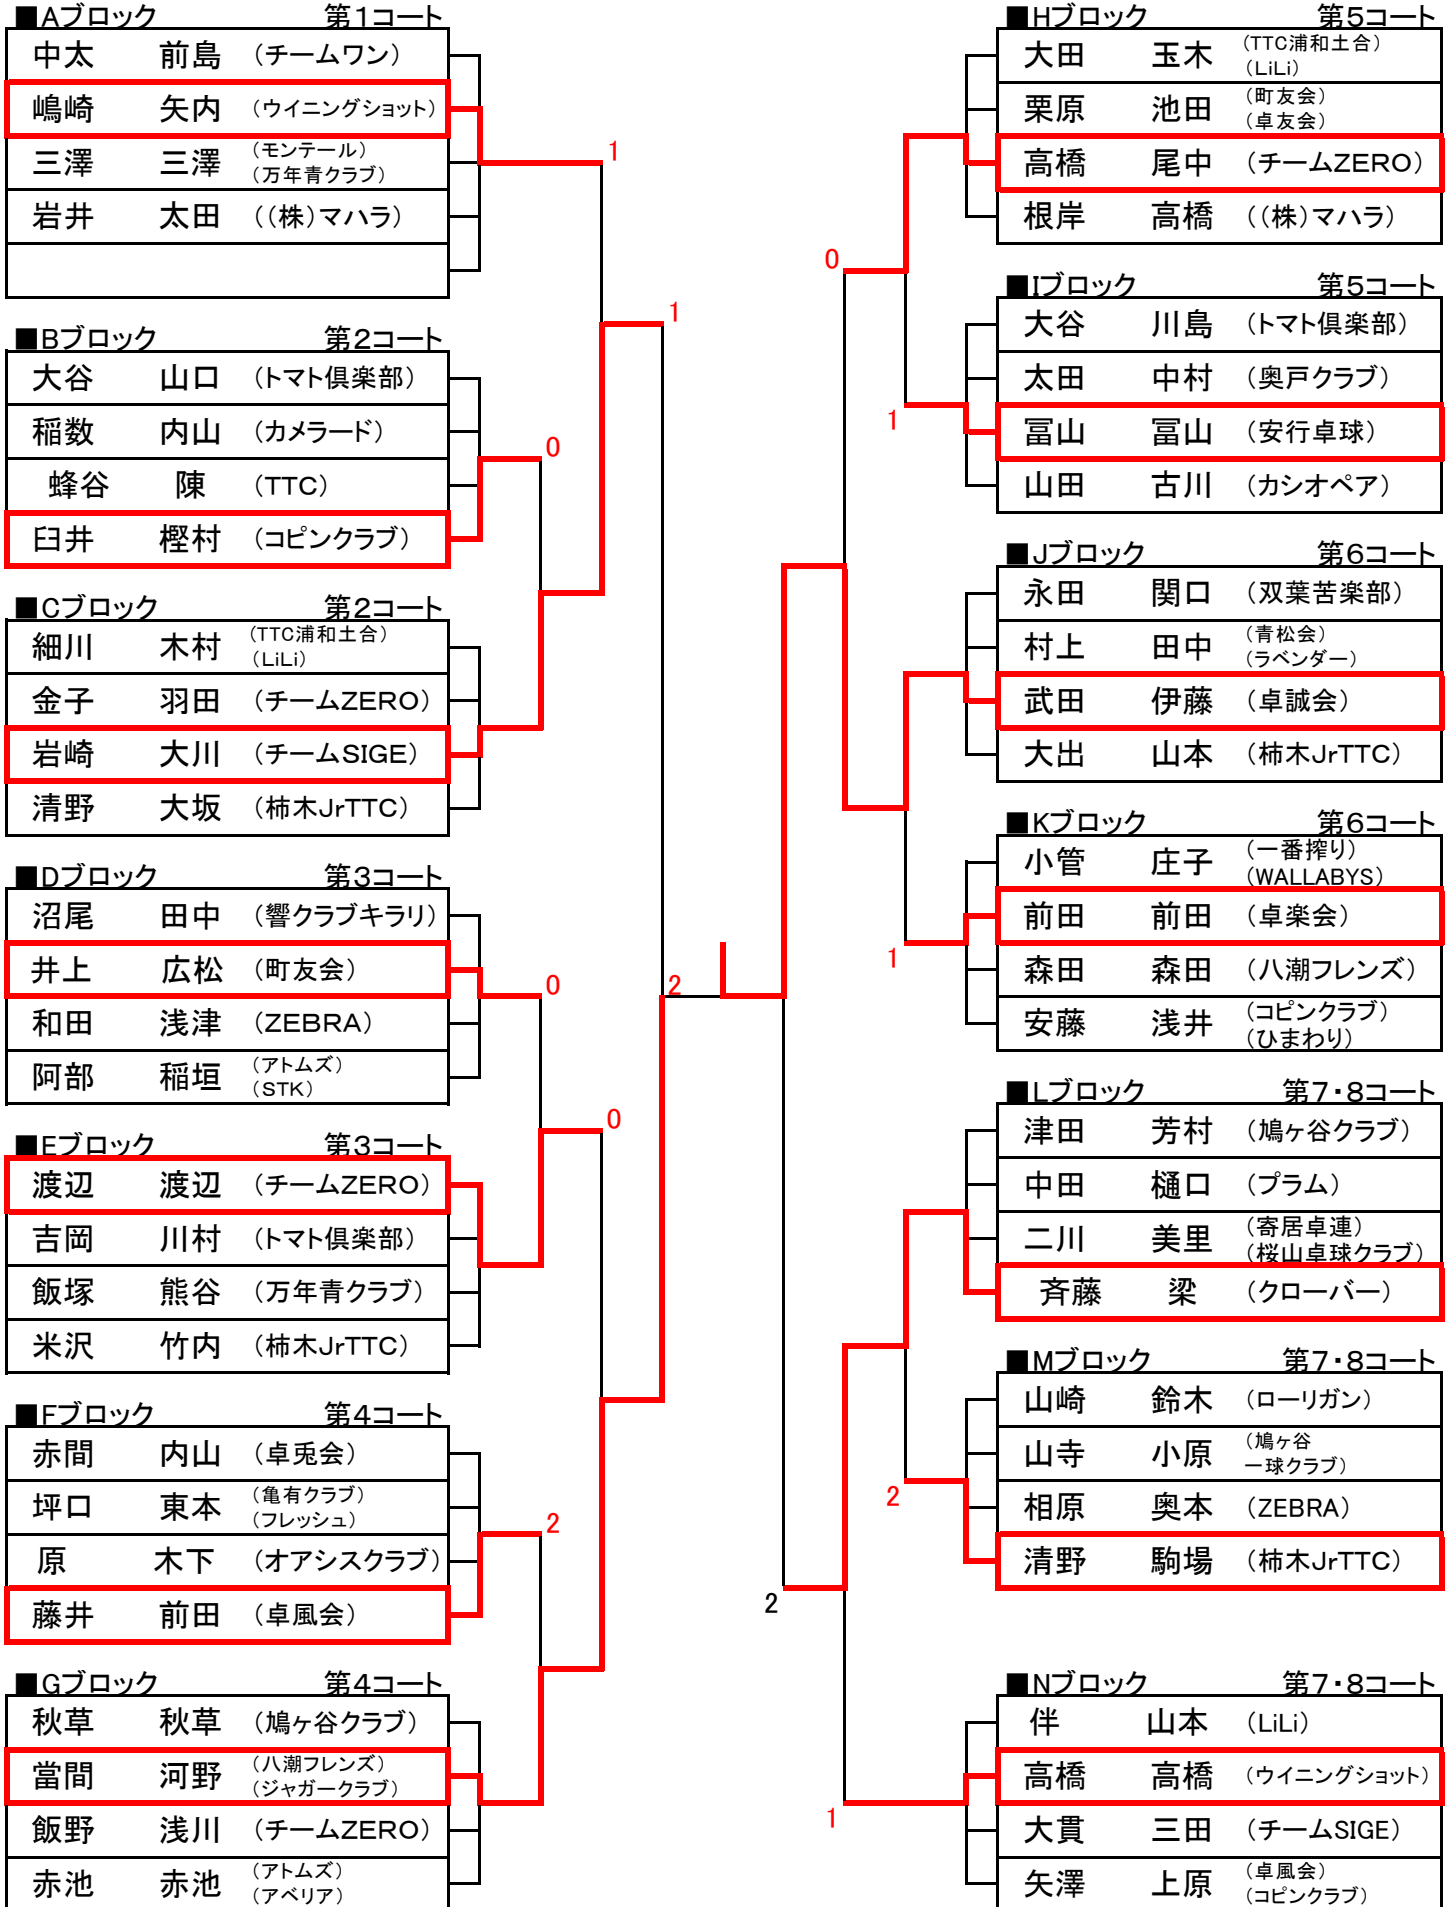 ■Aブロック 第1コート
中太 前島 (チームワン)
嶋崎 矢内 (ウイニングショット)
三澤 三澤 (モンテール)
(万年青クラブ)
岩井 太田 ((株)マハラ)
1
1
■Bブロック 第2コート
大谷 山口 (トマト倶楽部)
稲数 内山 (カメラード)
0
蜂谷 陳 (TTC)
臼井 樫村 (コピンクラブ)
■Cブロック 第2コート
細川 木村 (TTC浦和土合)
(LiLi)
金子 羽田 (チームZERO)
岩崎 大川 (チームSIGE)
清野 大坂 (柿木JrTTC)
■Dブロック 第3コート
沼尾 田中 (響クラブキラリ)
井上 広松 (町友会)
0
2
和田 浅津 (ZEBRA)
阿部 稲垣 (アトムズ)
(STK)
0
■Eブロック 第3コート
渡辺 渡辺 (チームZERO)
吉岡 川村 (トマト倶楽部)
飯塚 熊谷 (万年青クラブ)
米沢 竹内 (柿木JrTTC)
■Fブロック 第4コート
赤間 内山 (卓兎会)
坪口 東本 (亀有クラブ)
(フレッシュ)
2
原 木下 (オアシスクラブ)
藤井 前田 (卓風会)
■Gブロック 第4コート
秋草 秋草 (鳩ヶ谷クラブ)
當間 河野 (八潮フレンズ)
(ジャガークラブ)
飯野 浅川 (チームZERO)
赤池 赤池 (アトムズ)
(アベリア)
■Hブロック 第5コート
大田 玉木 (TTC浦和土合)
(LiLi)
栗原 池田 (町友会)
(卓友会)
高橋 尾中 (チームZERO)
根岸 高橋 ((株)マハラ)
0
■Iブロック 第5コート
大谷 川島 (トマト倶楽部)
太田 中村 (奥戸クラブ)
1
冨山 冨山 (安行卓球)
山田 古川 (カシオペア)
■Jブロック 第6コート
永田 関口 (双葉苦楽部)
村上 田中 (青松会)
(ラベンダー)
武田 伊藤 (卓誠会)
大出 山本 (柿木JrTTC)
■Kブロック 第6コート
小管 庄子 (一番搾り)
(WALLABYS)
前田 前田 (卓楽会)
1
森田 森田 (八潮フレンズ)
安藤 浅井 (コピンクラブ)
(ひまわり)
■Lブロック 第7・8コート
津田 芳村 (鳩ヶ谷クラブ)
中田 樋口 (プラム)
二川 美里 (寄居卓連)
(桜山卓球クラブ)
斉藤 梁 (クローバー)
■Mブロック 第7・8コート
山崎 鈴木 (ローリガン)
山寺 小原 (鳩ヶ谷
一球クラブ)
2
相原 奥本 (ZEBRA)
清野 駒場 (柿木JrTTC)
2
■Nブロック 第7・8コート
伴 山本 (LiLi)
高橋 高橋 (ウイニングショット)
1
大貫 三田 (チームSIGE)
矢澤 上原 (卓風会)
(コピンクラブ)